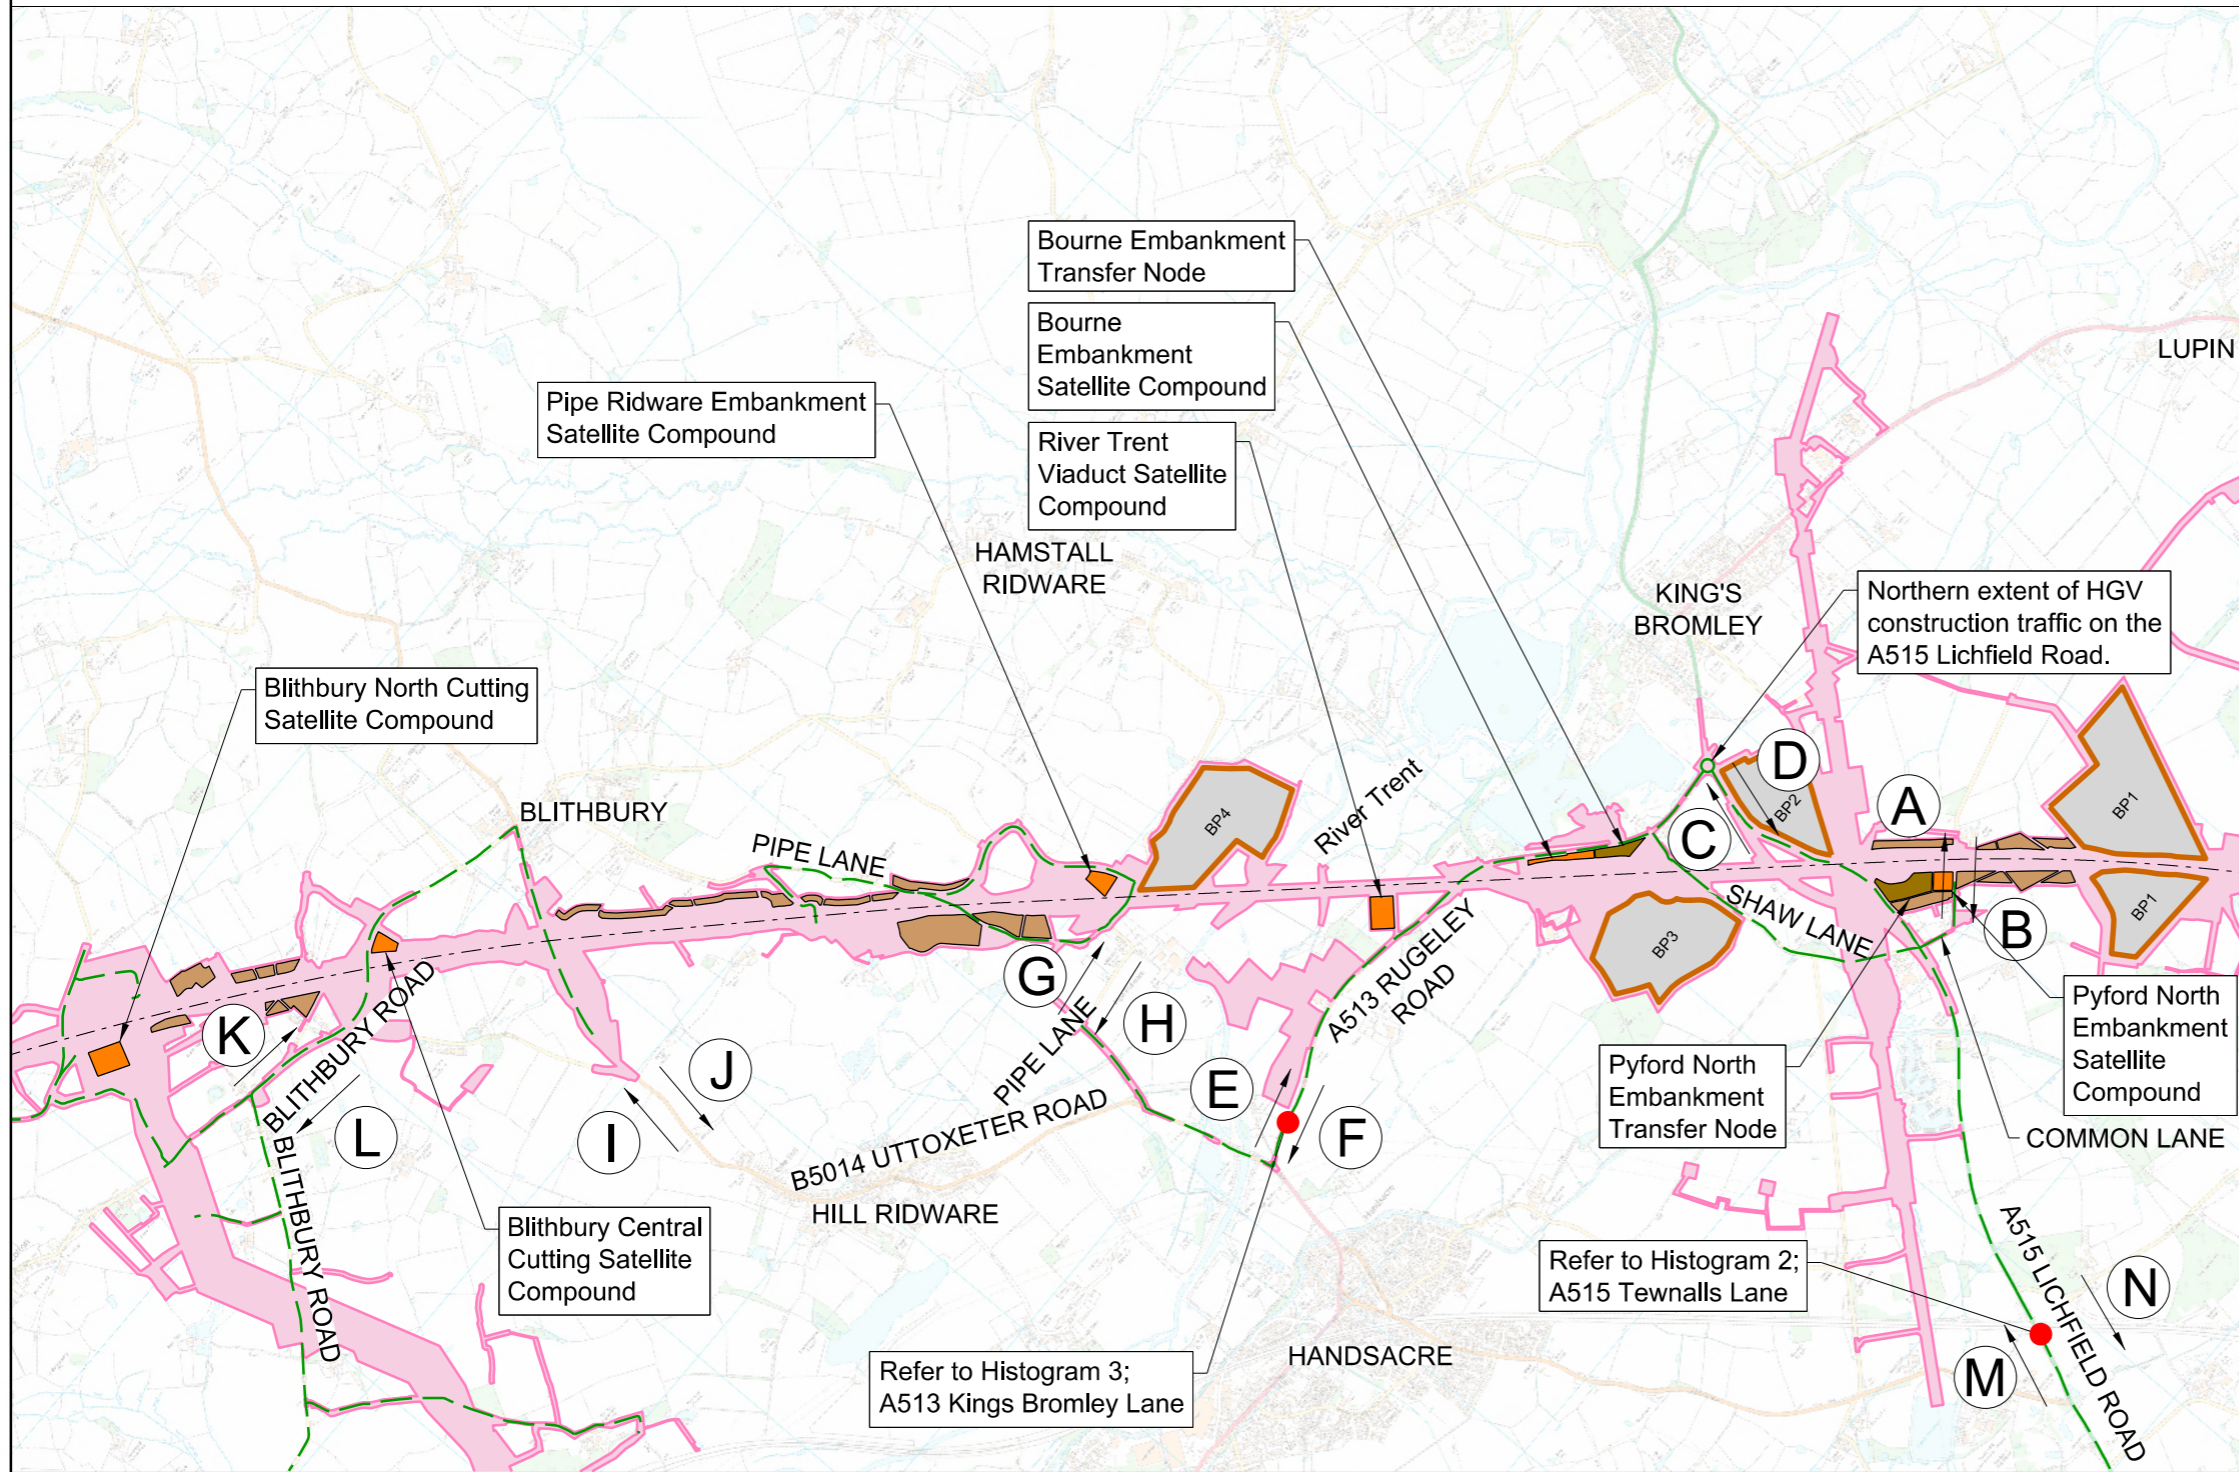 Bourne Embankment
Transfer Node
Bourne
Embankment
Satellite Compound
LUPIN
Pipe Ridware Embankment
Satellite Compound
River Trent
Viaduct Satellite
Compound
HAMSTALL
RIDWARE
KING'S
BROMLEY
Northern extent of HGV
construction traffic on the
A515 Lichfield Road.
Blithbury North Cutting
Satellite Compound
BLITHBURY
PIPE LANE
BP4
River Trent
D
BP2
C
A
BP1
BP1
B
SHAW LANE
BP3
A513 RUGELEY
ROAD
G
H
PIPE LANE
E
F
K
BLITHBURY ROAD
J
I
L
BLITHBURY ROAD
BLITHBURY ROAD
B5014 UTTOXETER ROAD
HILL RIDWARE
Pyford North
Embankment
Satellite
Compound
Pyford North
Embankment
Transfer Node
COMMON LANE
Blithbury Central
Cutting Satellite
Compound
Refer to Histogram 2;
A515 Tewnalls Lane
A515 LICHFIELD ROAD
N
M
HANDSACRE
Refer to Histogram 3;
A513 Kings Bromley Lane